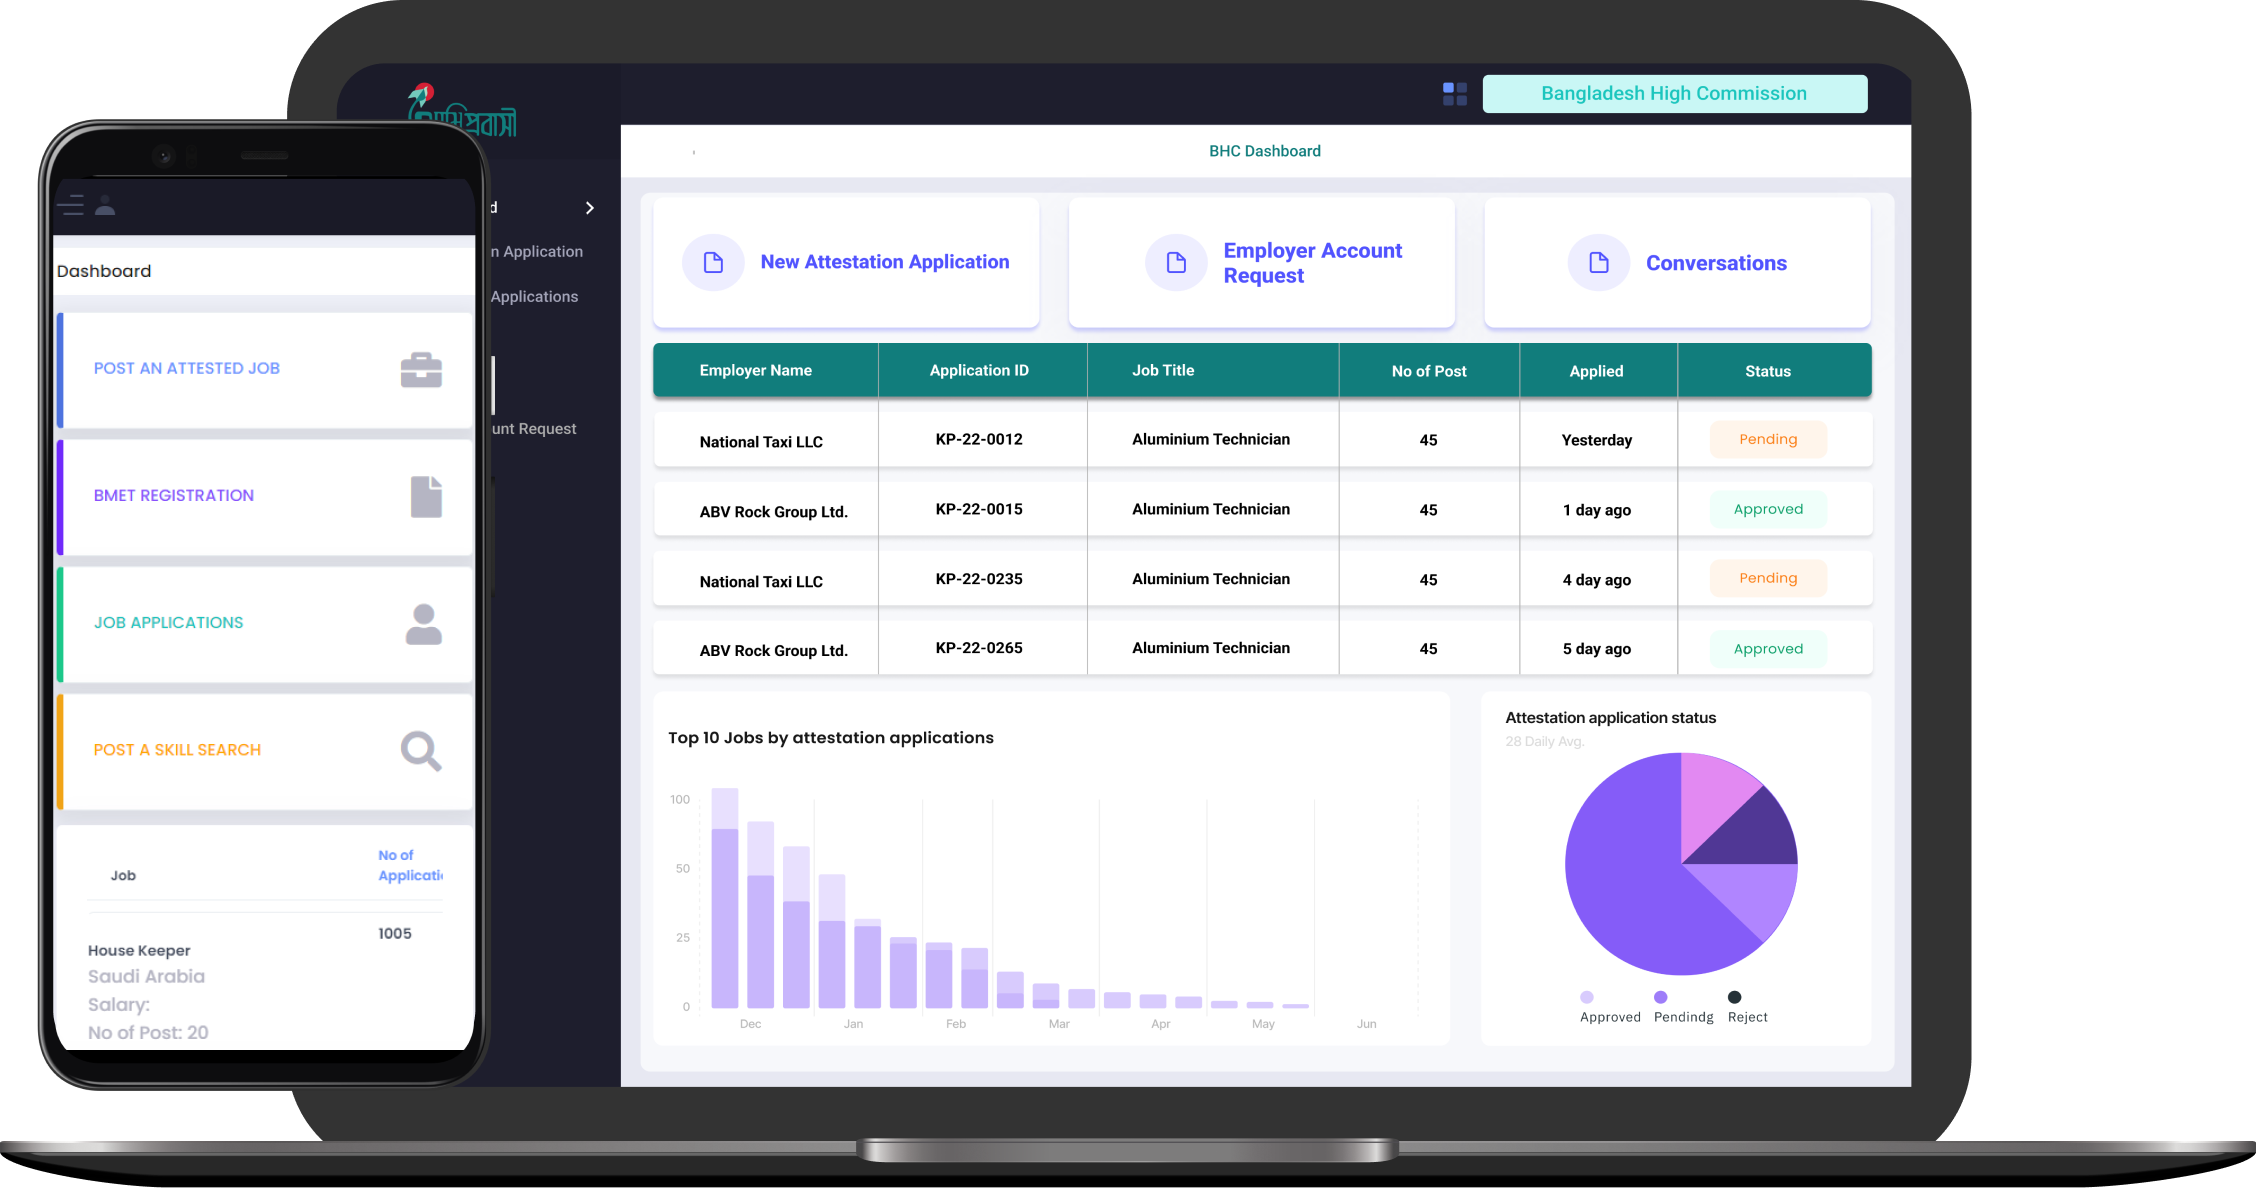 প্রবাসী
Bangladesh High Commission
BHC Dashboard
n Application
Applications
unt Request
New Attestation Application
Employer Account
Request
Conversations
Employer Name Application ID Job Title No of Post Applied Status
National Taxi LLC KP-22-0012 Aluminium Technician 45 Yesterday Pending
ABV Rock Group Ltd. KP-22-0015 Aluminium Technician 45 1 day ago Approved
National Taxi LLC KP-22-0235 Aluminium Technician 45 4 day ago Pending
ABV Rock Group Ltd. KP-22-0265 Aluminium Technician 45 5 day ago Approved
Top 10 Jobs by attestation applications
100
50
25
0
Dec Jan Feb Mar Apr May Jun
Attestation application status
28 Daily Avg.
Approved Pendindg Reject
Dashboard
POST AN ATTESTED JOB
BMET REGISTRATION
JOB APPLICATIONS
POST A SKILL SEARCH
No of
Job Applicati
1005
House Keeper
Saudi Arabia
Salary:
No of Post: 20